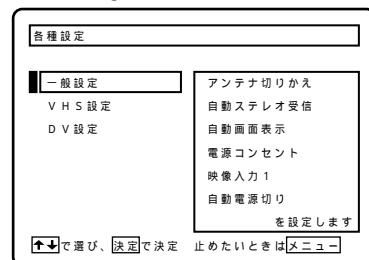 各種設定
一般設定
VHS設定
DV設定
アンテナ切りかえ
自動ステレオ受信
自動画面表示
電源コンセント
映像入力1
自動電源切り
を設定します
↑↓で選び、決定で決定 止めたいときはメニュー